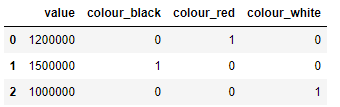 value colour_black colour_red colour_white
0 1200000 0 1 0
1 1500000 1 0 0
2 1000000 0 0 1